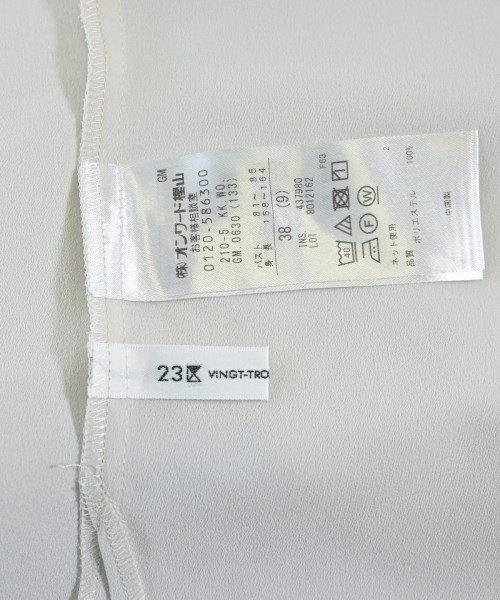 GM
(株)オンワード樫山
お客様相談室
0120-586300
210-5 KK.WO.
GM.0630 (133)
バスト 81~ 85
身長 158~164
(9)
38
INS. 437980
LOT 8012162
F63
40
F W
ネット使用 2
品質 ポリエステル 100%
中国製
23区 VINGT-TRO